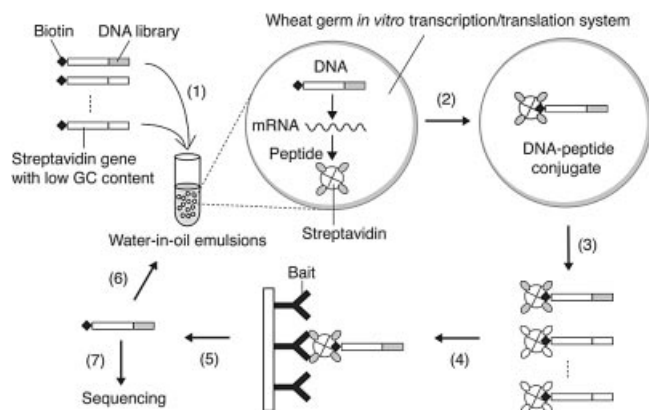 Biotin
DNA library
Wheat germ in vitro transcription/translation system
(1)
DNA
mRNA
Peptide
Streptavidin
(2)
DNA-peptide
conjugate
Streptavidin gene
with low GC content
Water-in-oil emulsions
(3)
(6)
Bait
(7)
(5)
(4)
Sequencing